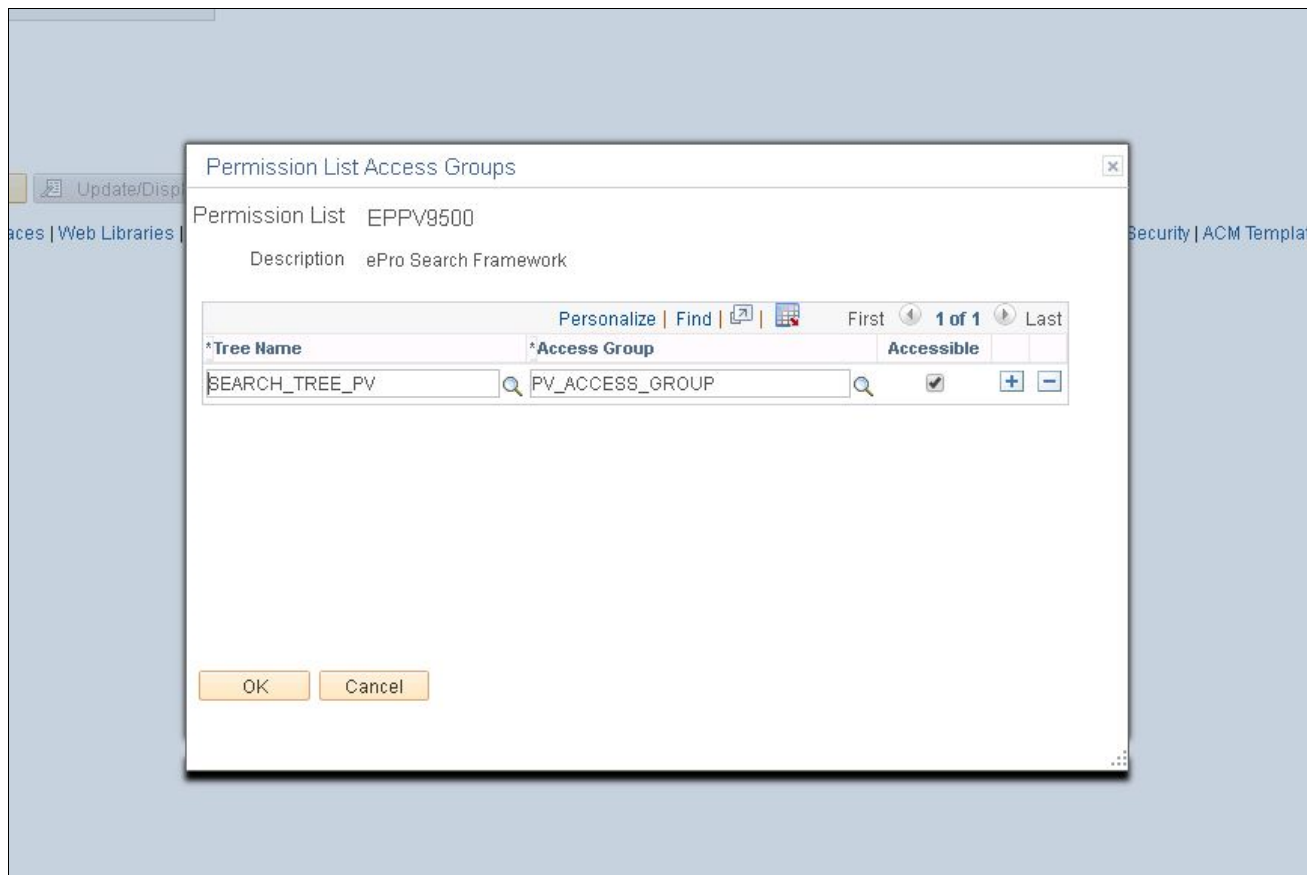 Permission List Access Groups
Update/Disp
Permission List EPPV9500
aces | Web Libraries | Security | ACM Templa
Description ePro Search Framework
Personalize | Find | | First 1 of 1 Last
*Tree Name *Access Group Accessible
SEARCH_TREE_PV PV_ACCESS_GROUP
OK Cancel